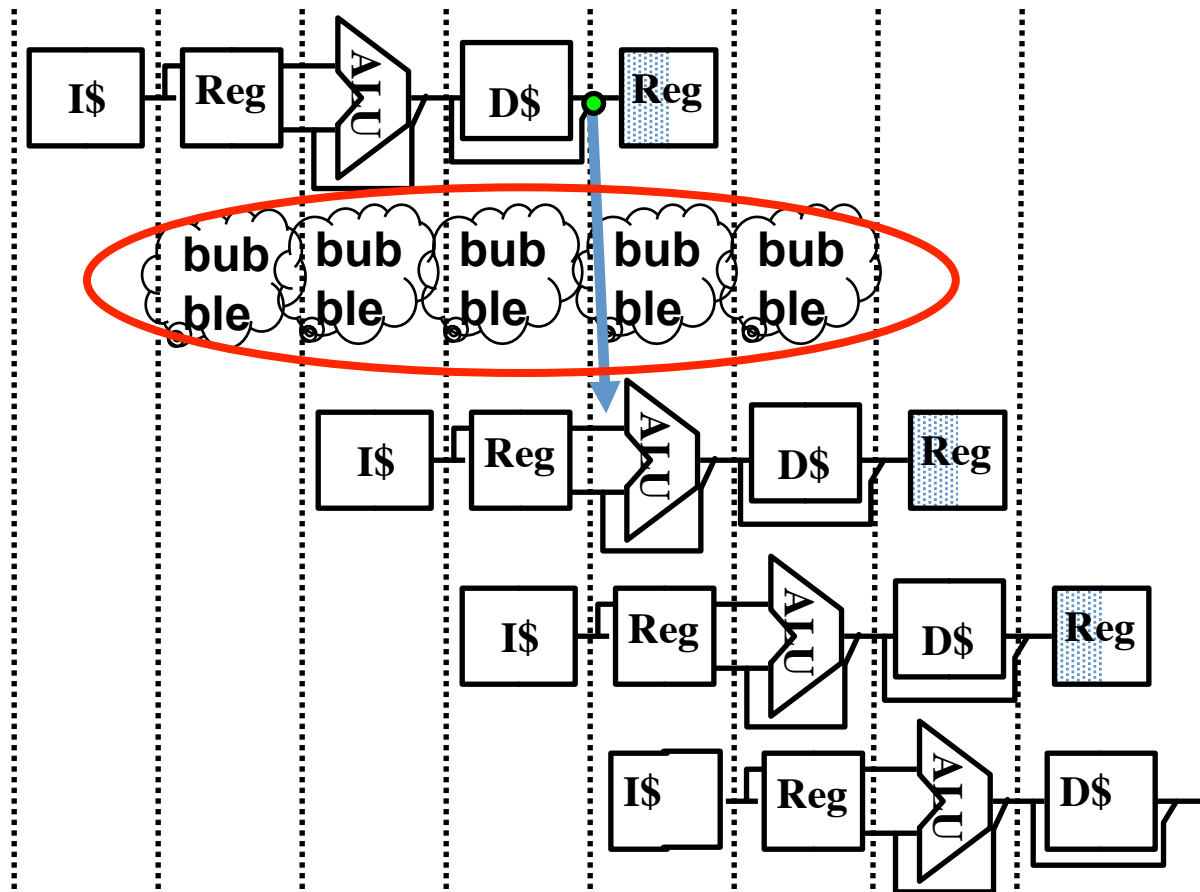 I$ Reg ALU D$ Reg
bub bub bub bub bub
ble ble ble ble ble
I$ Reg ALU D$ Reg
I$ Reg ALU D$ Reg
I$ Reg ALU D$